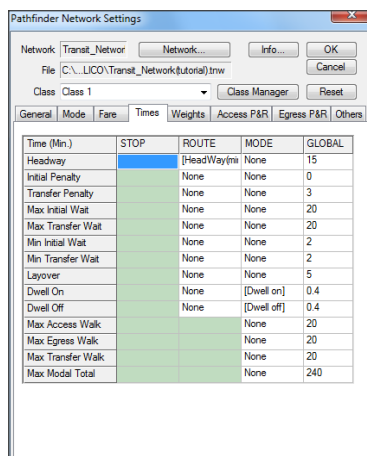 Pathfinder Network Settings
Network Transit_Networ Network... Info... OK
File C:\...LICO\Transit_Network(tutorial).tnw Cancel
Class Class 1 Class Manager Reset
General Mode Fare Times Weights Access P&R Egress P&R Others
Time (Min.) STOP ROUTE MODE GLOBAL
Headway [HeadWay(mi None 15
Initial Penalty None None 0
Transfer Penalty None None 3
Max Initial Wait None None 20
Max Transfer Wait None None 20
Min Initial Wait None None 2
Min Transfer Wait None None 2
Layover None None 5
Dwell On None [Dwell on] 0.4
Dwell Off None [Dwell off] 0.4
Max Access Walk None 20
Max Egress Walk None 20
Max Transfer Walk None 20
Max Modal Total None 240